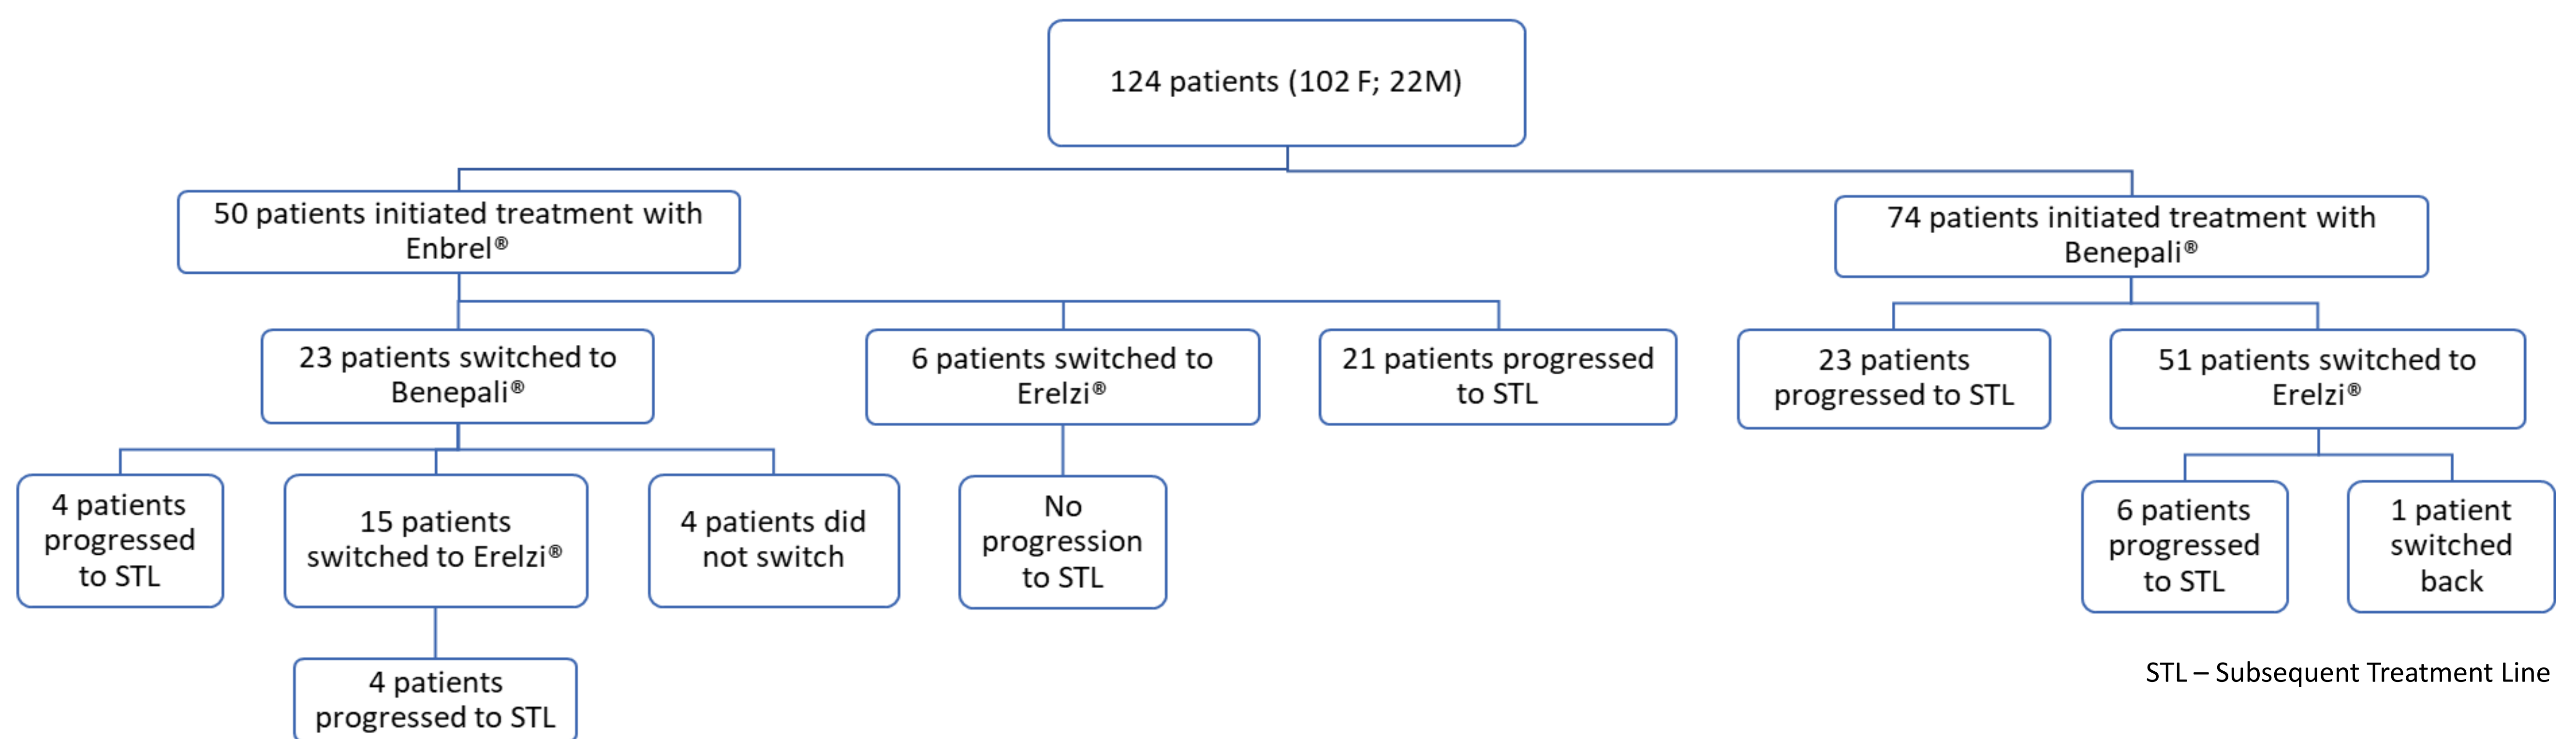 124 patients (102 F; 22M)
50 patients initiated treatment with
Enbrel®
74 patients initiated treatment with
Benepali®
23 patients switched to
Benepali®
6 patients switched to
Erelzi®
21 patients progressed
to STL
23 patients
progressed to STL
51 patients switched to
Erelzi®
4 patients
progressed
to STL
15 patients
switched to Erelzi®
4 patients did
not switch
No
progression
to STL
6 patients
progressed
to STL
1 patient
switched
back
4 patients
progressed to STL
STL – Subsequent Treatment Line